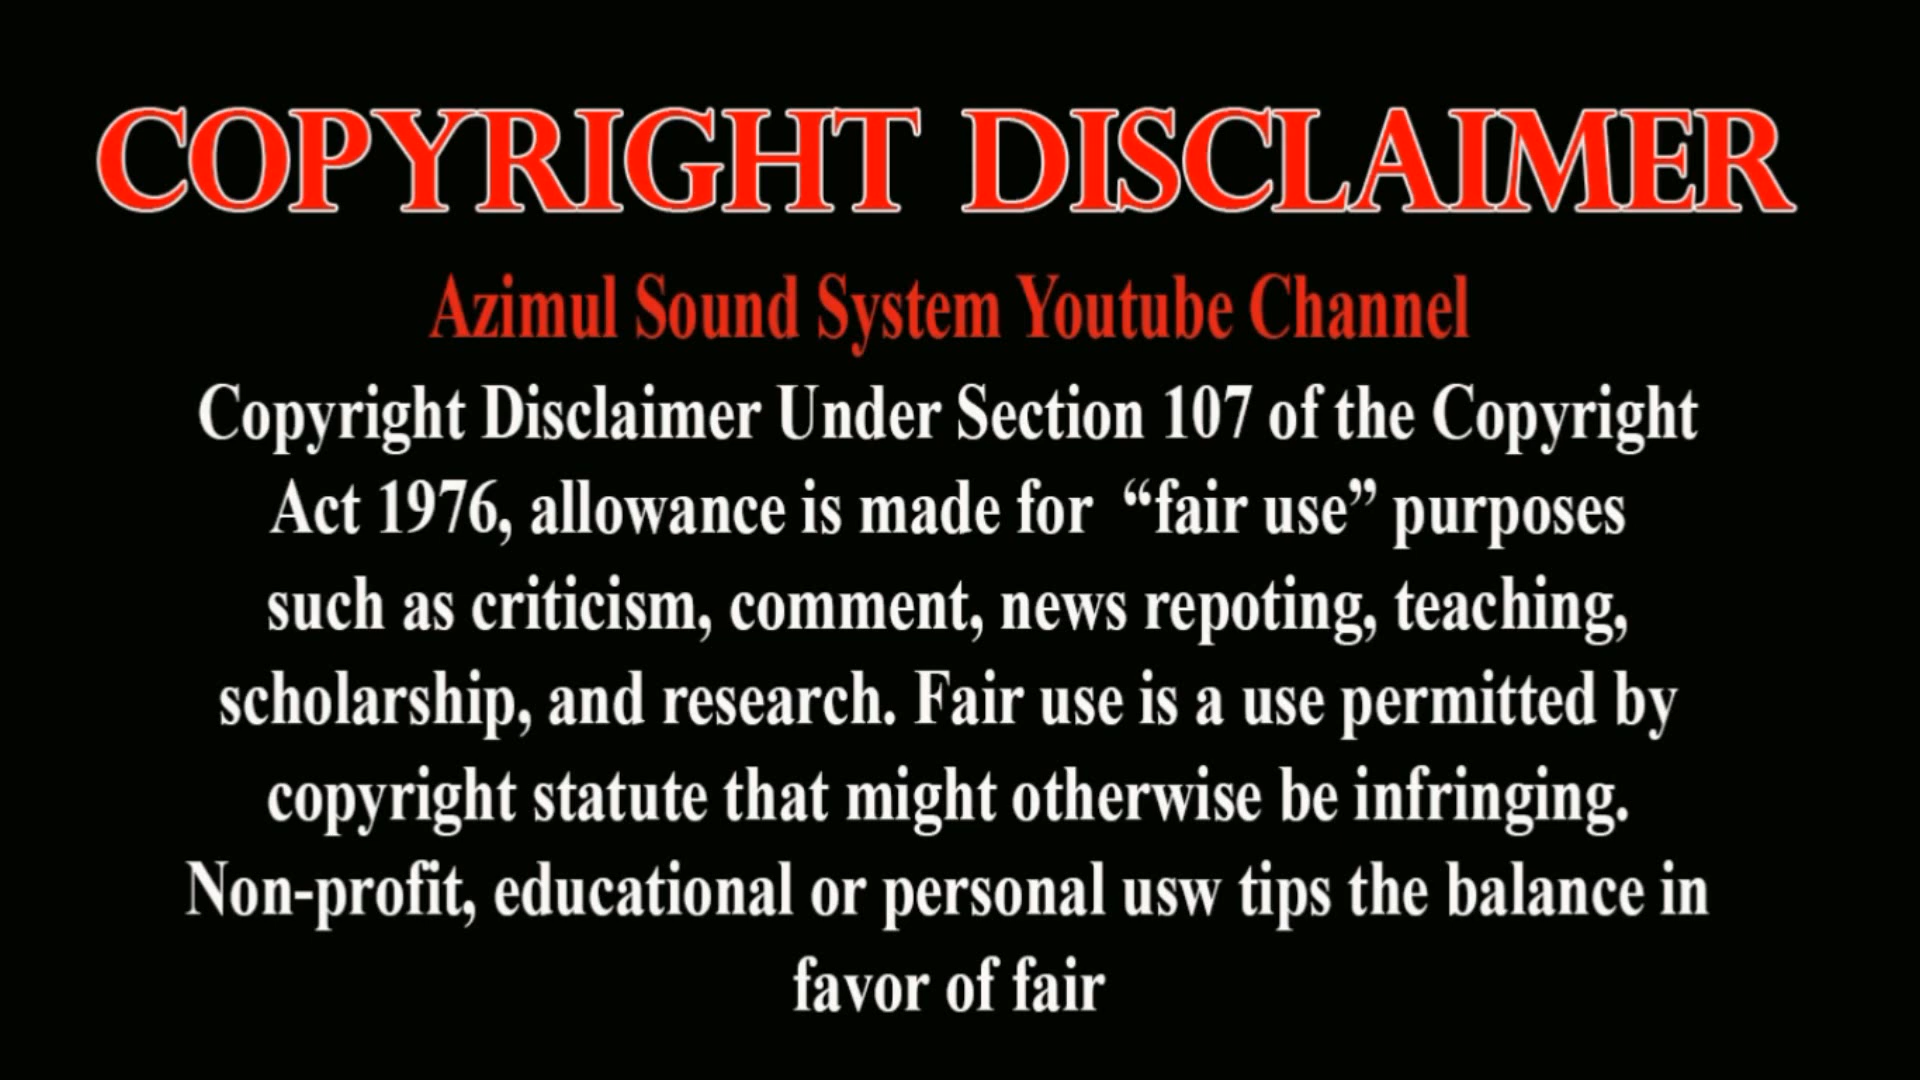 COPYRIGHT DISCLAIMER
Azimul Sound System Youtube Channel
Copyright Disclaimer Under Section 107 of the Copyright
Act 1976, allowance is made for “fair use” purposes
such as criticism, comment, news repoting, teaching,
scholarship, and research. Fair use is a use permitted by
copyright statute that might otherwise be infringing.
Non-profit, educational or personal usw tips the balance in
favor of fair